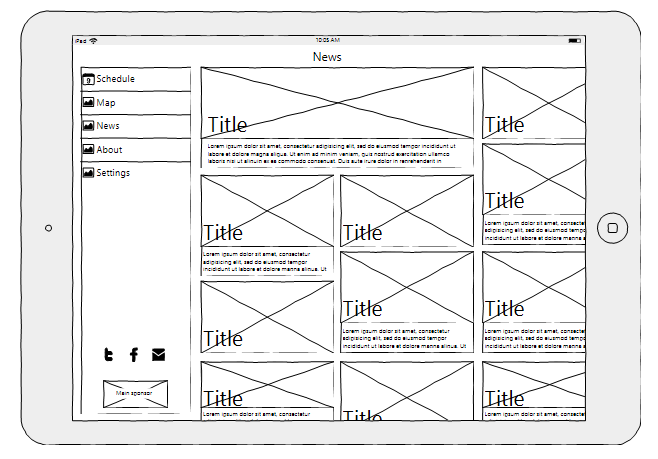 iPad
10:05 AM
News
9
Schedule
Map
News
About
Settings
Main sponsor
Title
Lorem ipsum dolor sit amet, consectetur adipisicing elit, sed do eiusmod tempor incididunt ut
labore et dolore magna aliqua. Ut enim ad minim veniam, quis nostrud exercitation ullamco
laboris nisi ut aliquip ex ea commodo consequat. Duis aute irure dolor in reprehenderit in
Title
Lorem ipsum dolor sit amet, consectetur
adipisicing elit, sed do eiusmod tempor
incididunt ut labore et dolore magna aliqua. Ut
Title
Title
Lorem ipsum dolor sit amet, consectetur
Title
Title
Lorem ipsum dolor sit amet, consectetur
adipisicing elit, sed do eiusmod tempor
incididunt ut labore et dolore magna aliqua. Ut
Title
Title
Title
Lorem ipsum dolor sit amet, consectet
adipisicing elit, sed do eiusmod tempor
incididunt ut labore et dolore magna a
Title
Lorem ipsum dolor sit amet, consectet
adipisicing elit, sed do eiusmod tempor
incididunt ut labore et dolore magna a
Title
Lorem ipsum dolor sit amet, consectet